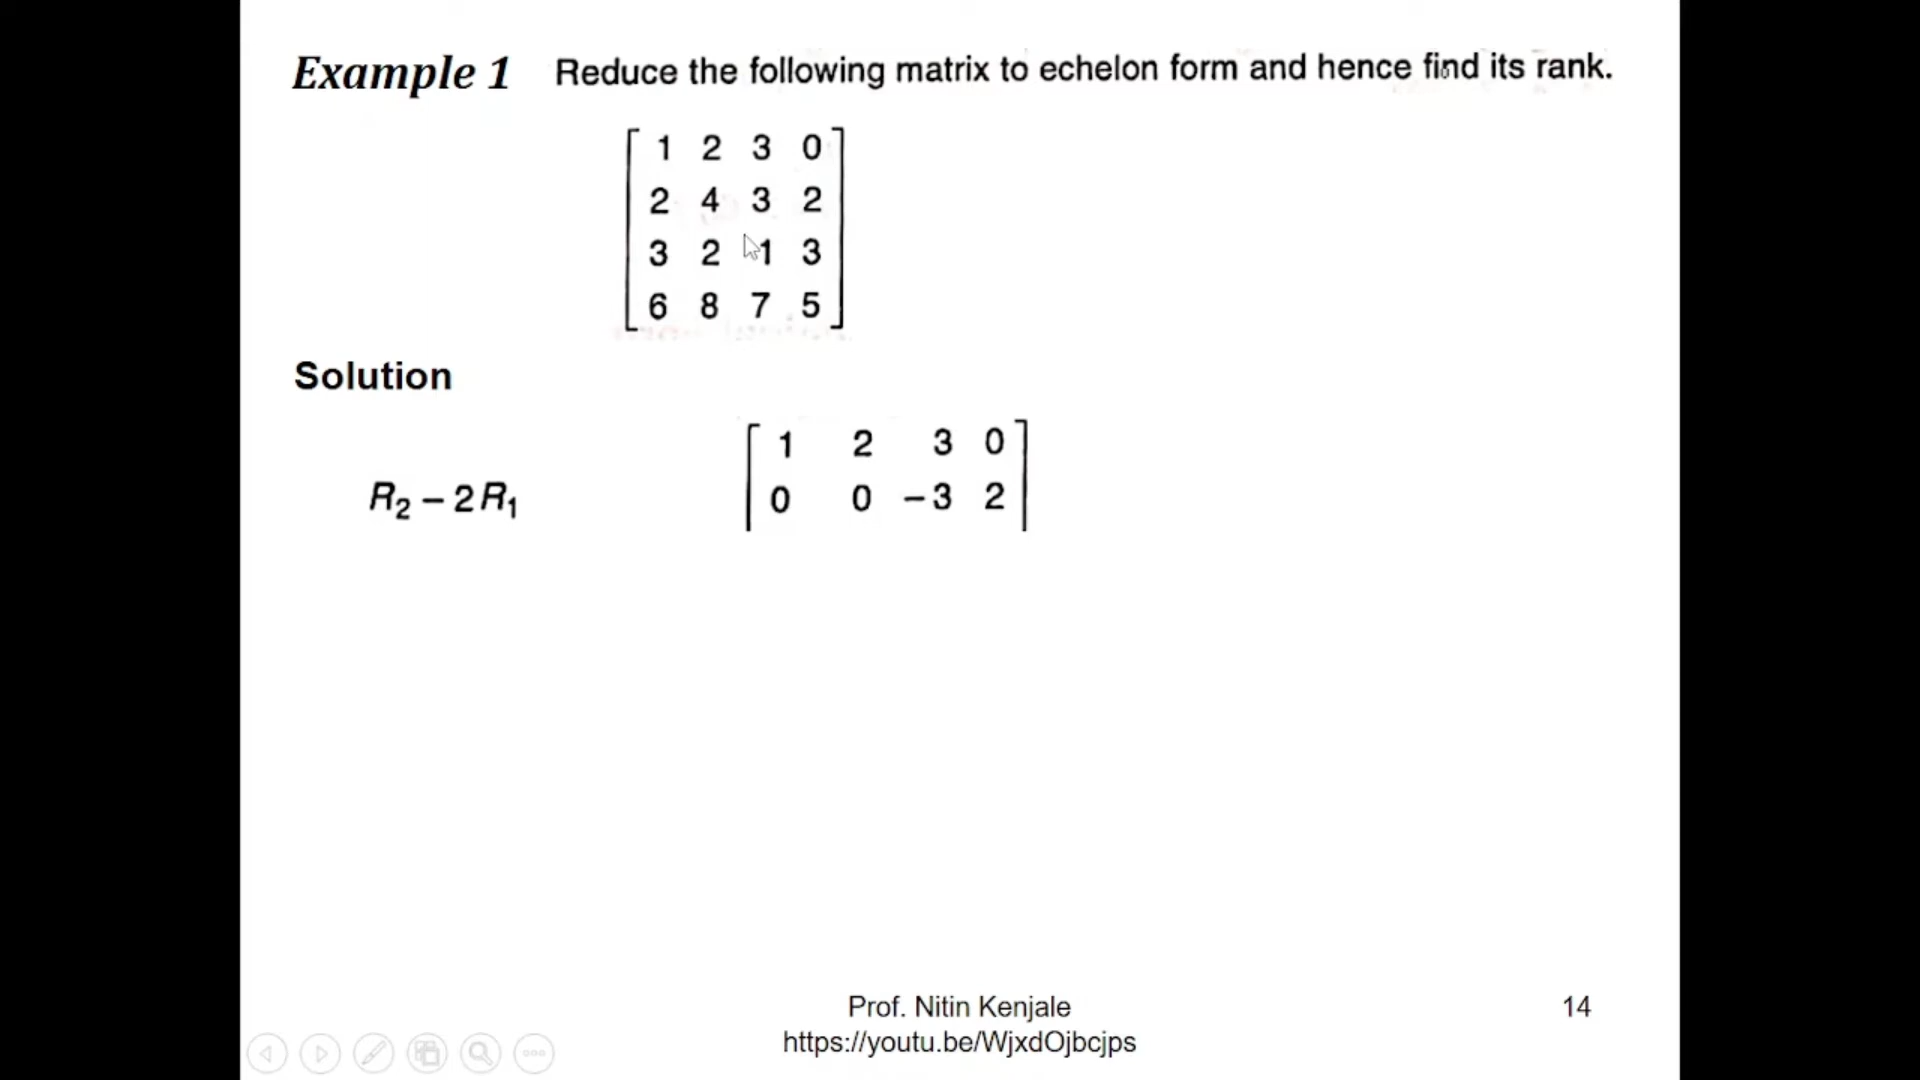 Example 1 Reduce the following matrix to echelon form and hence find its rank.
1 2 3 0
2 4 3 2
3 2 1 3
6 8 7 5
Solution
1 2 3 0
R₂ – 2 R₁ 0 0 – 3 2
Prof. Nitin Kenjale 14
https://youtu.be/WjxdOjbcjps